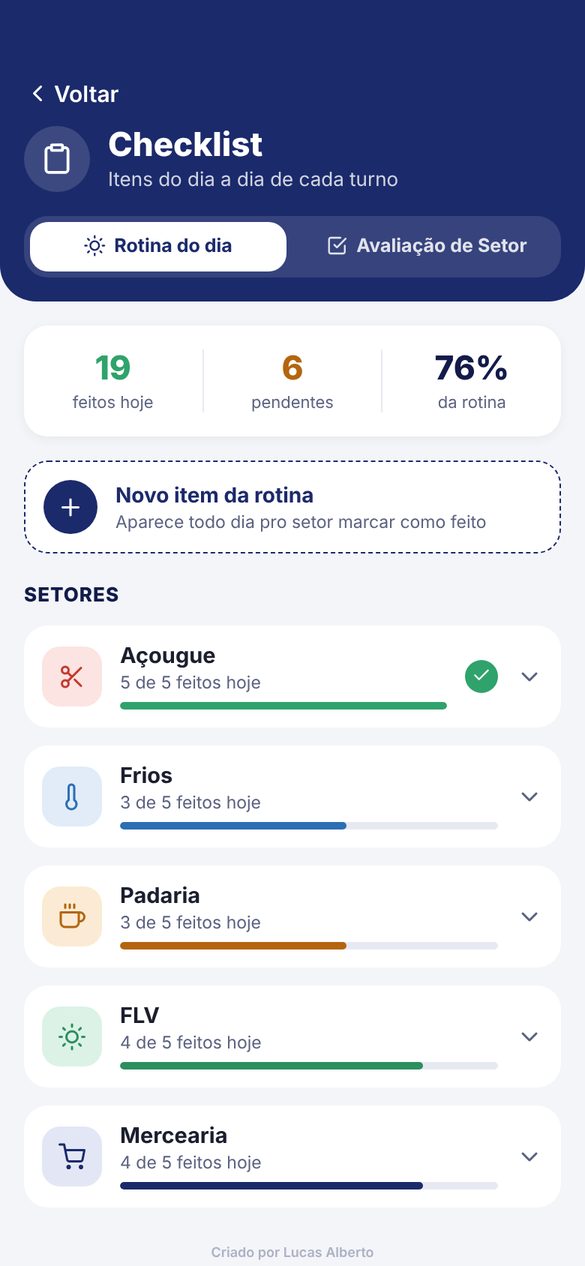 Voltar
Checklist
Itens do dia a dia de cada turno
Rotina do dia
Avaliação de Setor
19
feitos hoje
6
pendentes
76%
da rotina
Novo item da rotina
Aparece todo dia pro setor marcar como feito
SETORES
Açougue
5 de 5 feitos hoje
Frios
3 de 5 feitos hoje
Padaria
3 de 5 feitos hoje
FLV
4 de 5 feitos hoje
Mercearia
4 de 5 feitos hoje
Criado por Lucas Alberto